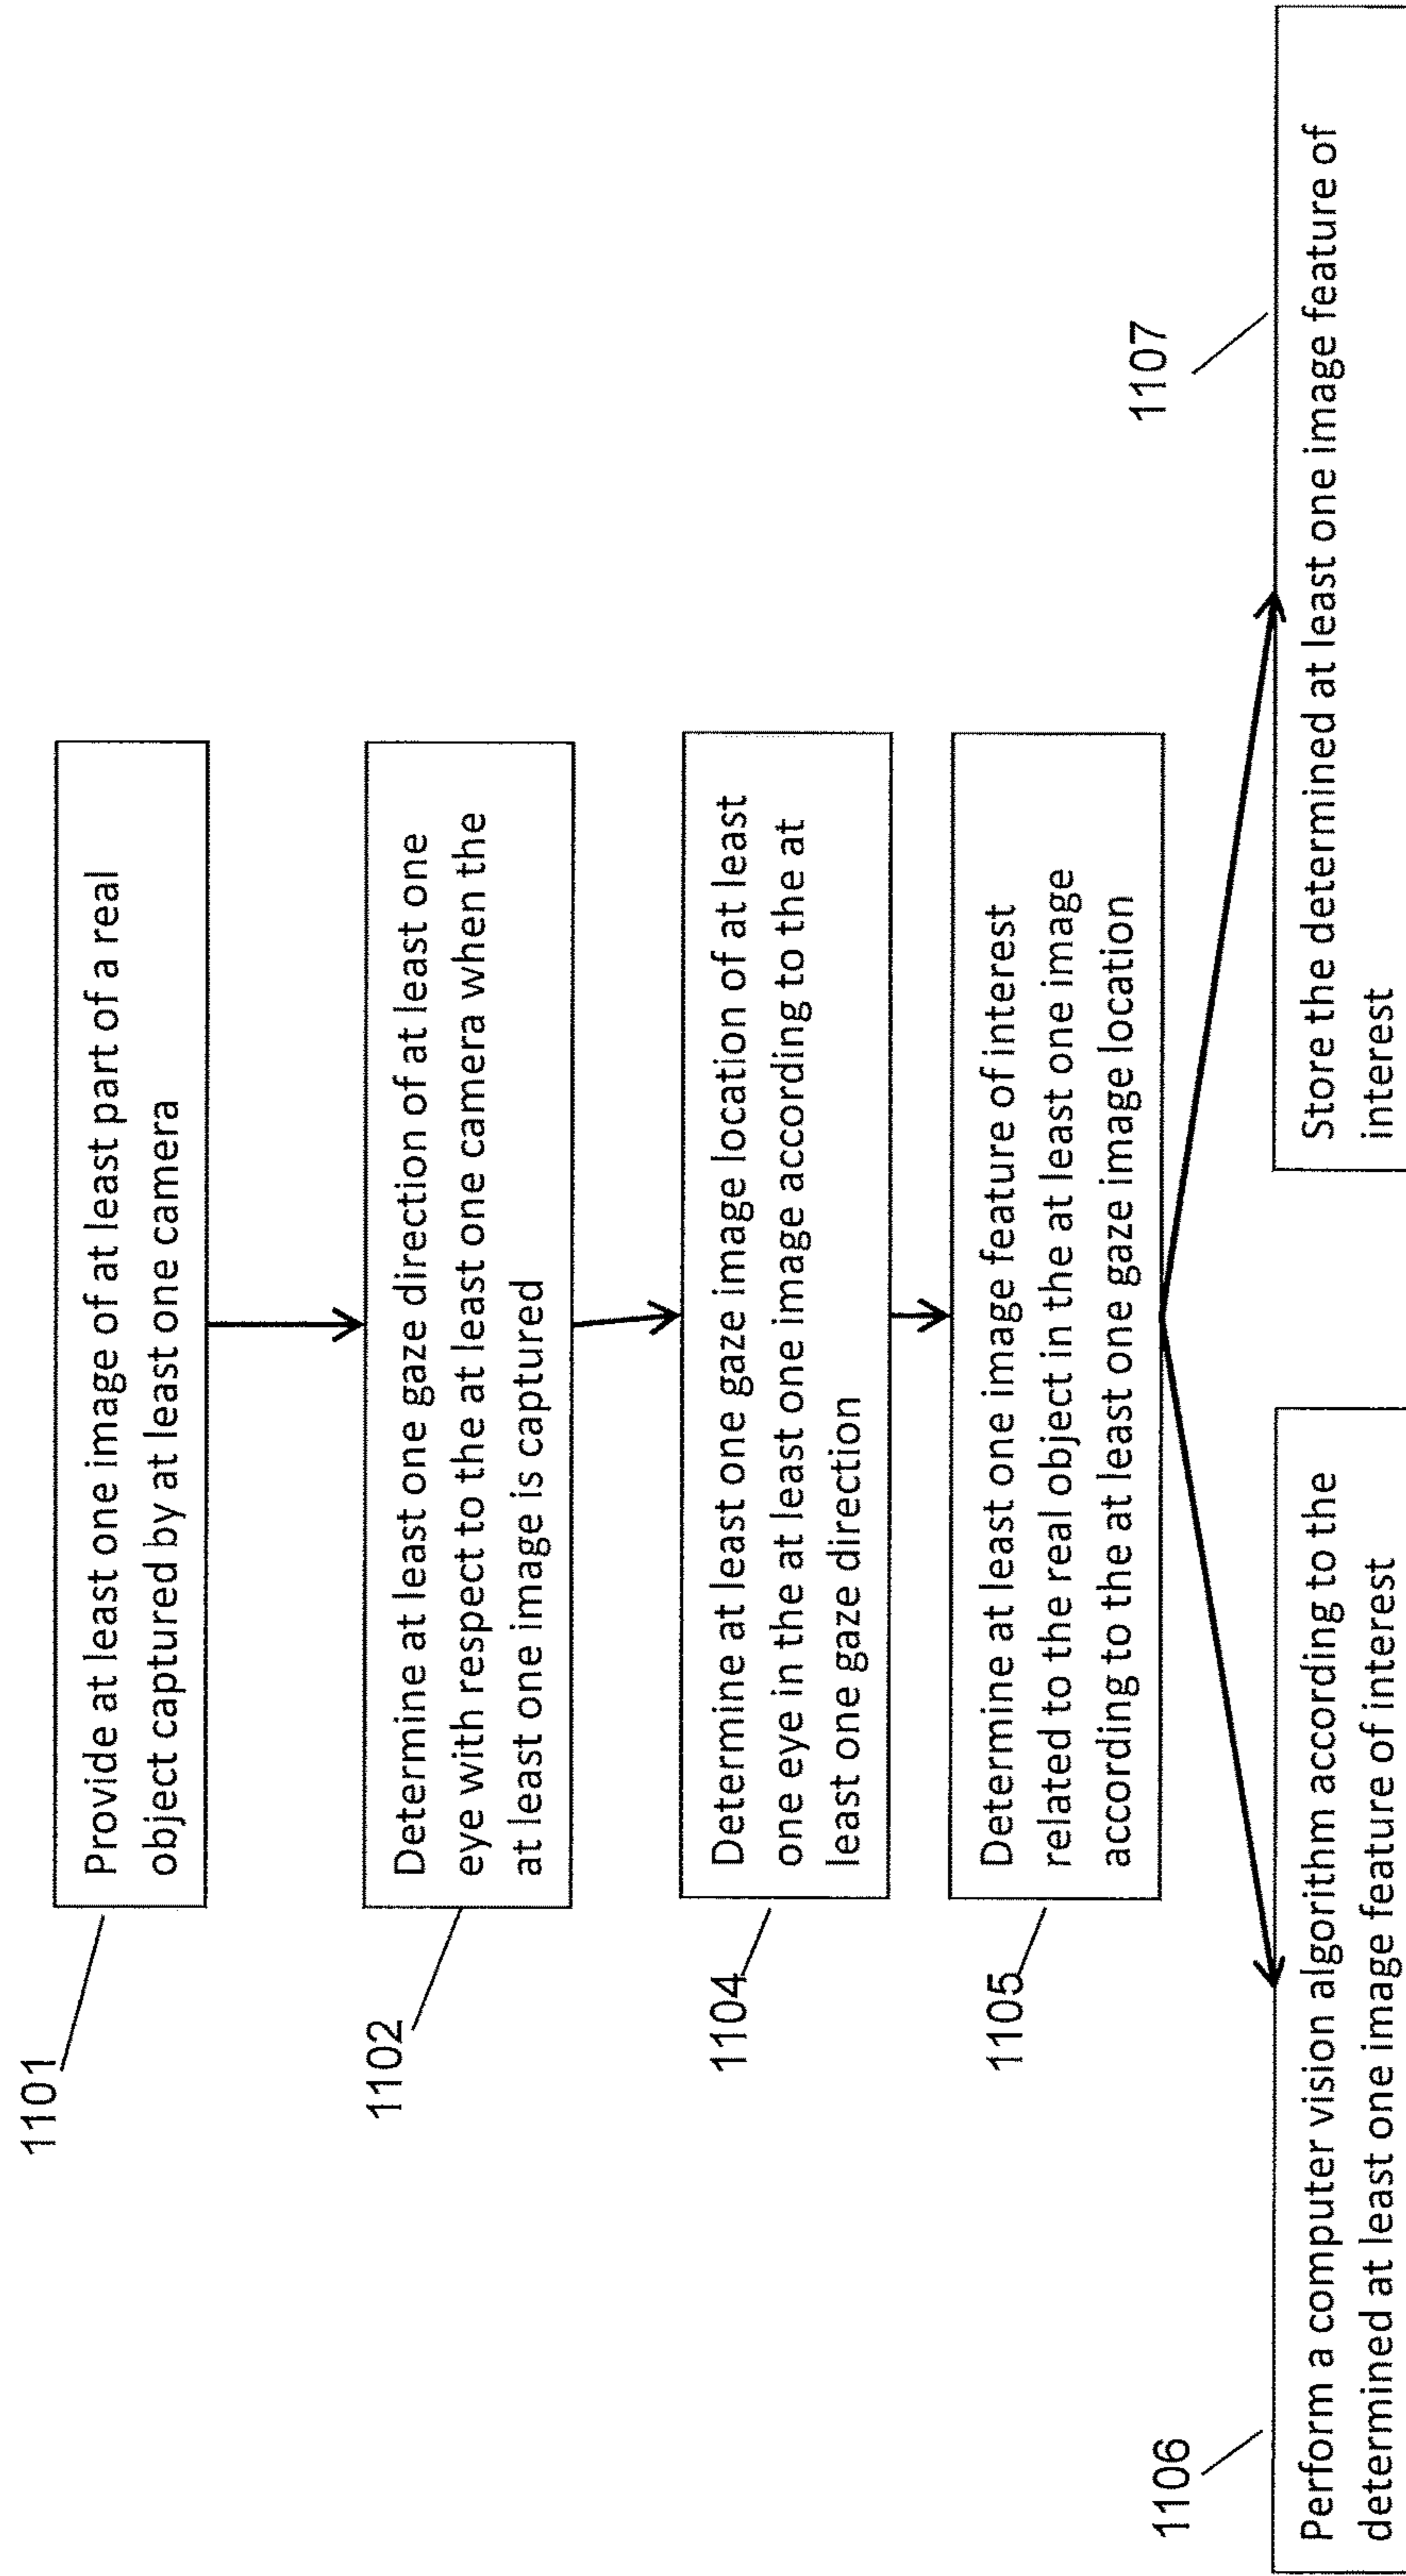 1101
Provide at least one image of at least part of a real
object captured by at least one camera
1102
Determine at least one gaze direction of at least one
eye with respect to the at least one camera when the
at least one image is captured
1104
Determine at least one gaze image location of at least
one eye in the at least one image according to the at
least one gaze direction
1105
Determine at least one image feature of interest
related to the real object in the at least one image
according to the at least one gaze image location
1106
Perform a computer vision algorithm according to the
determined at least one image feature of interest
1107
Store the determined at least one image feature of
interest